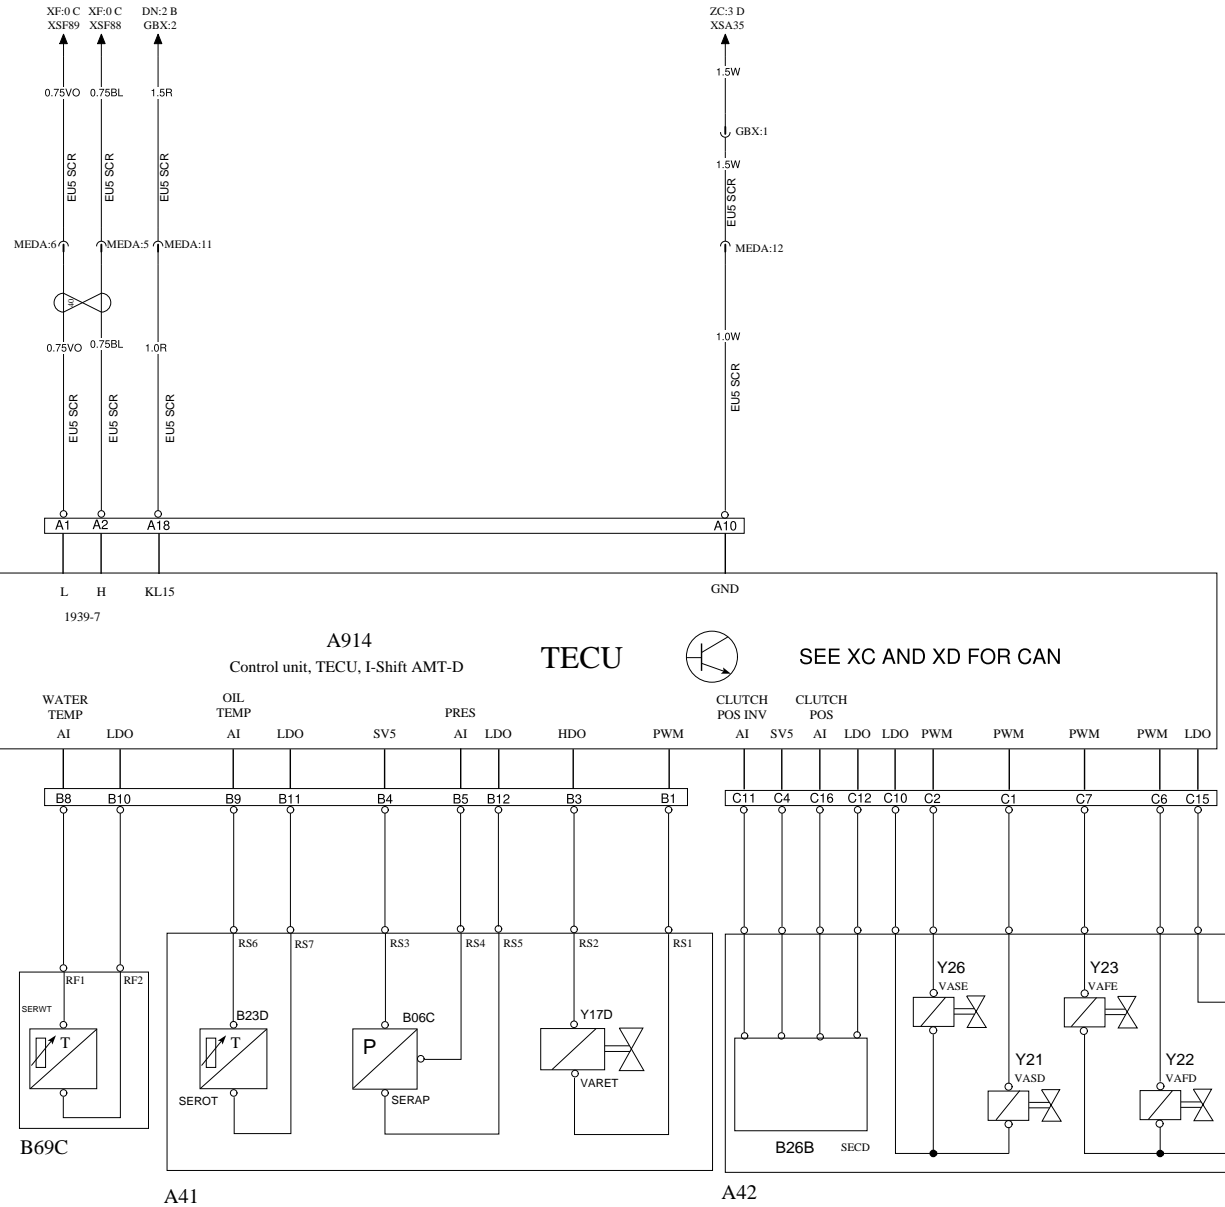 XF:0 C XF:0 C DN:2 B ZC:3 D
XSF89 XSF88 GBX:2 XSA35
1.5W
0.75VO 0.75BL 1.5R
GBX:1
1.5W
EU5 SCR EU5 SCR EU5 SCR EU5 SCR
MEDA:6 MEDA:5 MEDA:11 MEDA:12
40
1.0W
0.75VO 0.75BL 1.0R
EU5 SCR EU5 SCR EU5 SCR EU5 SCR
A1 A2 A18 A10
L H KL15 GND
1939-7
A914
Control unit, TECU, I-Shift AMT-D
TECU
SEE XC AND XD FOR CAN
WATER OIL CLUTCH CLUTCH
TEMP TEMP PRES POS INV POS
AI LDO AI LDO SV5 AI LDO HDO PWM AI SV5 AI LDO LDO PWM PWM PWM PWM LDO
B8 B10 B9 B11 B4 B5 B12 B3 B1 C11 C4 C16 C12 C10 C2 C1 C7 C6 C15
RS6 RS7 RS3 RS4 RS5 RS2 RS1
Y26 Y23
VASE VAFE
RF1 RF2
SERWT
B23D B06C Y17D
T T P
Y21 Y22
VASD VAFD
VARET
SEROT SERAP
B26B SECD
B69C
A41 A42